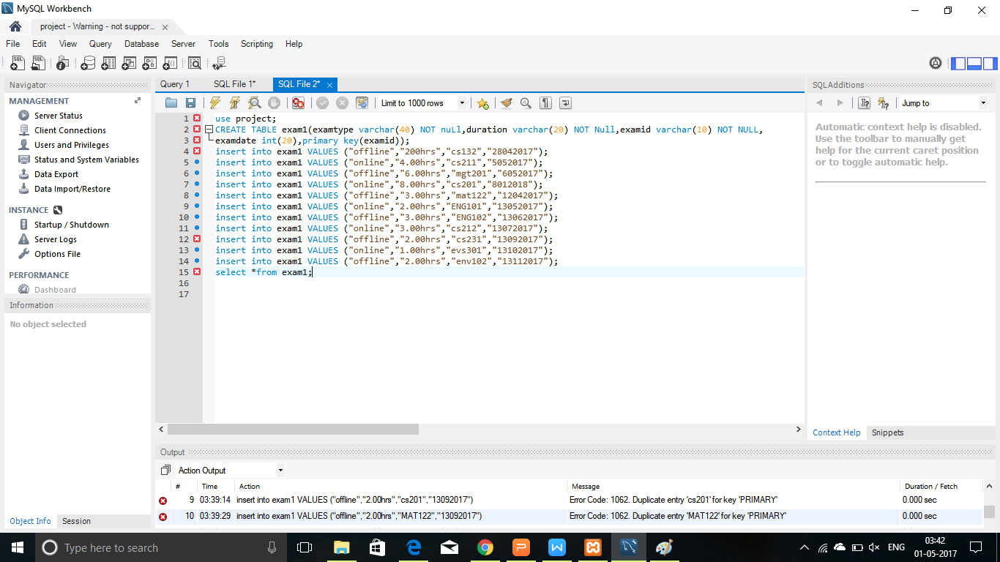 MySQL Workbench
project - Warning - not suppor...
File Edit View Query Database Server Tools Scripting Help
Navigator
MANAGEMENT
Server Status
Client Connections
Users and Privileges
Status and System Variables
Data Export
Data Import/Restore
INSTANCE
Startup / Shutdown
Server Logs
Options File
PERFORMANCE
Dashboard
Information
No object selected
Object Info Session
Query 1 SQL File 1* SQL File 2*
Limit to 1000 rows
1 use project;
2 CREATE TABLE exam1(examtype varchar(40) NOT nuLL,duration varchar(20) NOT Null,examid varchar(10) NOT NULL,
3 examdate int(20),primary key(examid));
4 insert into exam1 VALUES ("offline","200hrs","cs132","28042017");
5 insert into exam1 VALUES ("online","4.00hrs","cs211","5052017");
6 insert into exam1 VALUES ("offline","6.00hrs","mgt201","6052017");
7 insert into exam1 VALUES ("online","8.00hrs","cs201","8012018");
8 insert into exam1 VALUES ("offline","3.00hrs","mat122","12042017");
9 insert into exam1 VALUES ("online","2.00hrs","ENG101","13052017");
10 insert into exam1 VALUES ("offline","3.00hrs","ENG102","13062017");
11 insert into exam1 VALUES ("online","3.00hrs","cs212","13072017");
12 insert into exam1 VALUES ("offline","2.00hrs","cs231","13092017");
13 insert into exam1 VALUES ("online","1.00hrs","evs301","13102017");
14 insert into exam1 VALUES ("offline","2.00hrs","env102","13112017");
15 select *from exam1;
16
17
SQLAdditions
Jump to
Automatic context help is disabled.
Use the toolbar to manually get
help for the current caret position
or to toggle automatic help.
Context Help Snippets
Output
Action Output
# Time Action Message Duration / Fetch
9 03:39:14 insert into exam1 VALUES ("offline","2.00hrs","cs201","13092017") Error Code: 1062. Duplicate entry 'cs201' for key 'PRIMARY' 0.000 sec
10 03:39:29 insert into exam1 VALUES ("offline","2.00hrs","MAT122","13092017") Error Code: 1062. Duplicate entry 'MAT122' for key 'PRIMARY' 0.000 sec
Type here to search
ENG
03:42
01-05-2017